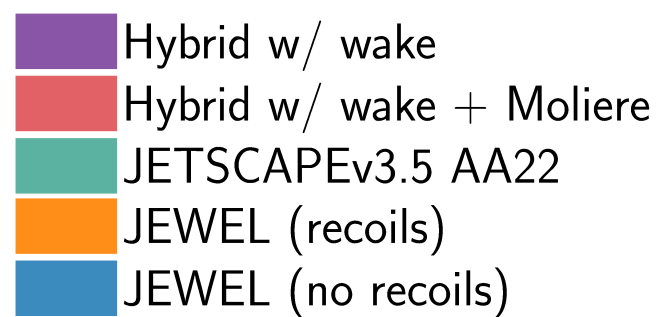 Hybrid w/ wake
Hybrid w/ wake + Moliere
JETSCAPEv3.5 AA22
JEWEL (recoils)
JEWEL (no recoils)